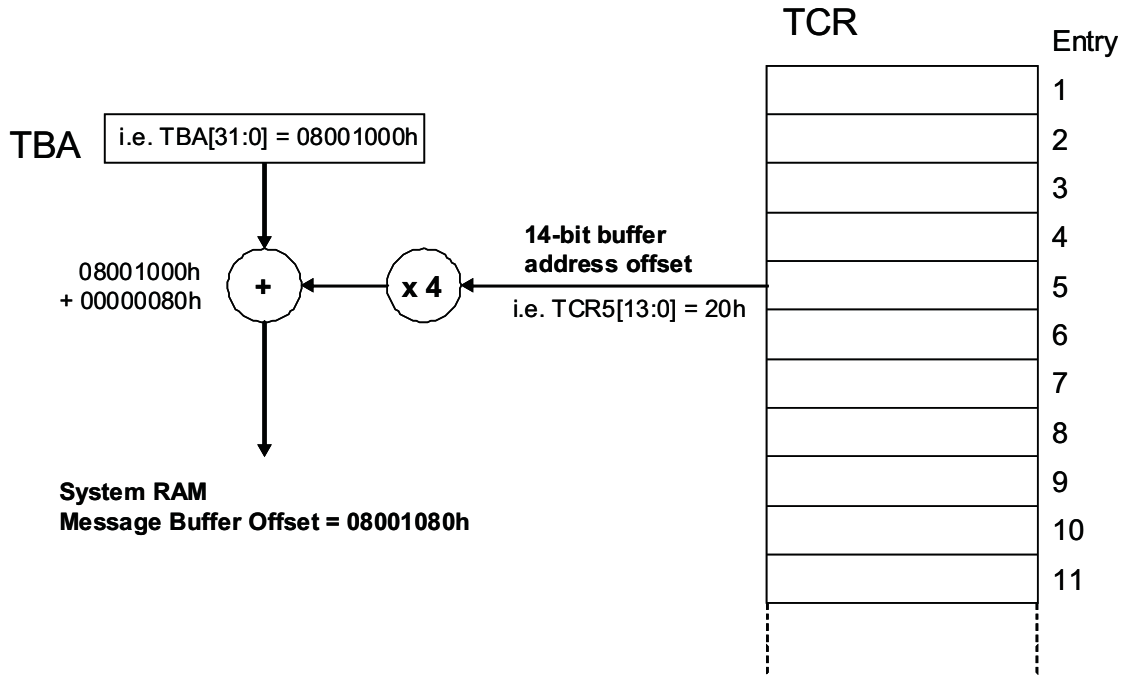 TCR
Entry
TBA
i.e. TBA[31:0] = 08001000h
08001000h
+ 00000080h
+
x 4
14-bit buffer
address offset
i.e. TCR5[13:0] = 20h
1
2
3
4
5
6
7
8
9
10
11
System RAM
Message Buffer Offset = 08001080h